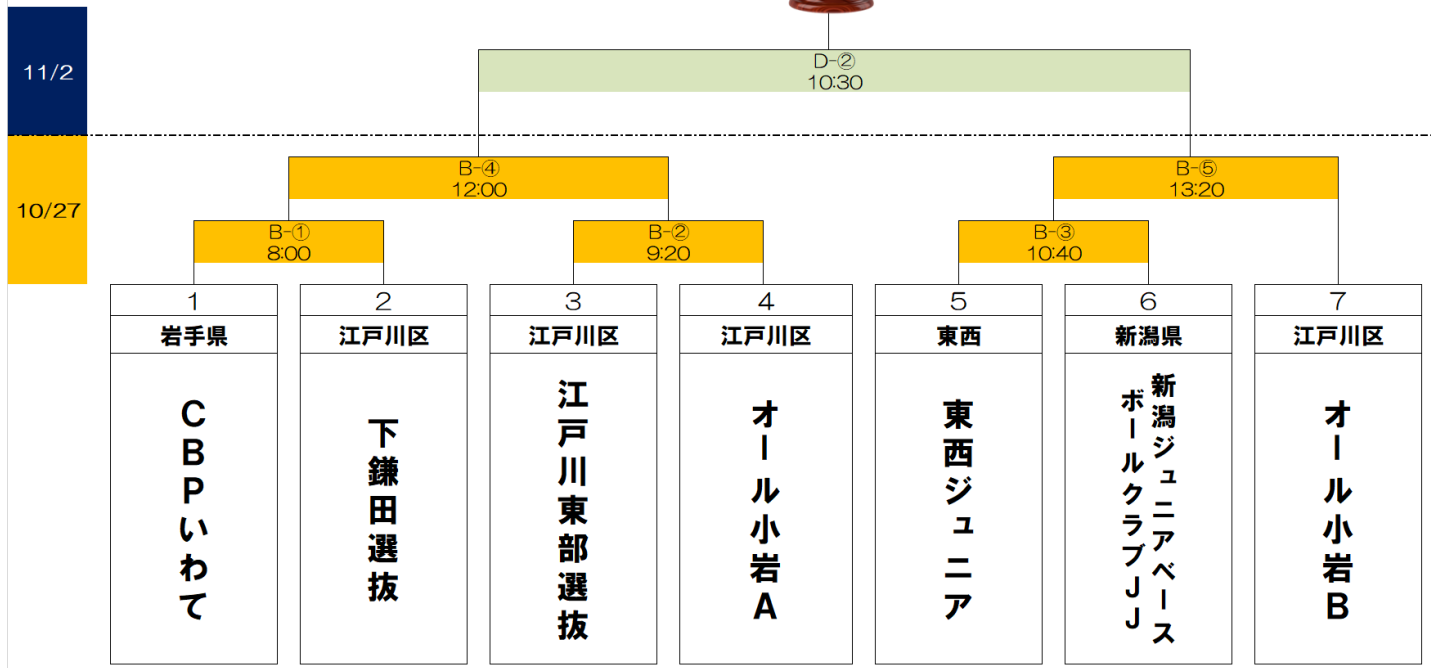 11/2
D-②
10:30
10/27
B-④
12:00
B-⑤
13:20
B-①
8:00
B-②
9:20
B-③
10:40
1
2
3
4
5
6
7
岩手県
江戸川区
江戸川区
江戸川区
東西
新潟県
江戸川区
CBPいわて
下鎌田選抜
江戸川東部選抜
オール小岩A
東西ジュニア
新潟ジュニアベース
ボールクラブJJ
オール小岩B